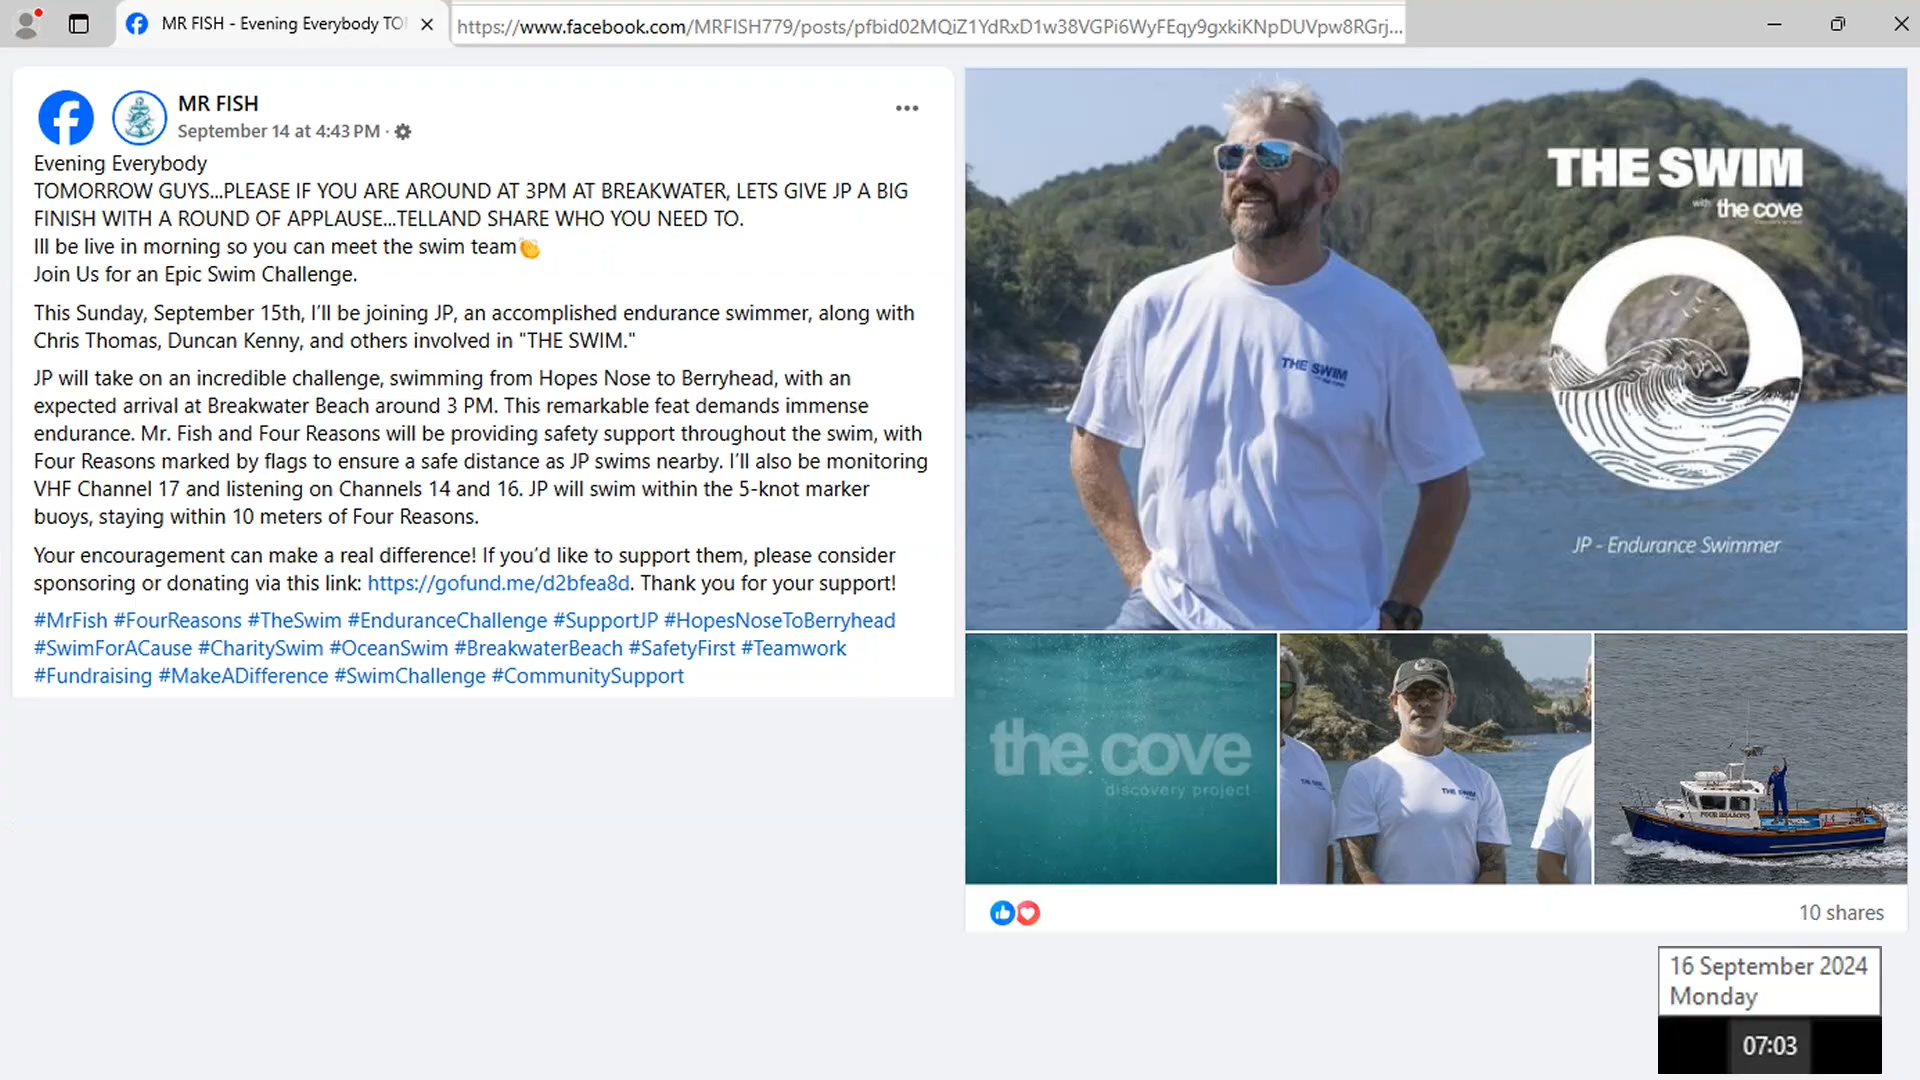 MR FISH - Evening Everybody TO
https://www.facebook.com/MRFISH779/posts/pfbid02MQiZ1YdRxD1w38VGPi6WyFEqy9gxkiKNpDUVpw8RGrj...
MR FISH
September 14 at 4:43 PM ·
Evening Everybody
TOMORROW GUYS...PLEASE IF YOU ARE AROUND AT 3PM AT BREAKWATER, LETS GIVE JP A BIG
FINISH WITH A ROUND OF APPLAUSE...TELLAND SHARE WHO YOU NEED TO.
Ill be live in morning so you can meet the swim team👏
Join Us for an Epic Swim Challenge.
This Sunday, September 15th, I’ll be joining JP, an accomplished endurance swimmer, along with
Chris Thomas, Duncan Kenny, and others involved in "THE SWIM."
JP will take on an incredible challenge, swimming from Hopes Nose to Berryhead, with an
expected arrival at Breakwater Beach around 3 PM. This remarkable feat demands immense
endurance. Mr. Fish and Four Reasons will be providing safety support throughout the swim, with
Four Reasons marked by flags to ensure a safe distance as JP swims nearby. I’ll also be monitoring
VHF Channel 17 and listening on Channels 14 and 16. JP will swim within the 5-knot marker
buoys, staying within 10 meters of Four Reasons.
Your encouragement can make a real difference! If you’d like to support them, please consider
sponsoring or donating via this link: https://gofund.me/d2bfea8d. Thank you for your support!
#MrFish #FourReasons #TheSwim #EnduranceChallenge #SupportJP #HopesNoseToBerryhead
#SwimForACause #CharitySwim #OceanSwim #BreakwaterBeach #SafetyFirst #Teamwork
#Fundraising #MakeADifference #SwimChallenge #CommunitySupport
THE SWIM
with the cove
THE SWIM
JP - Endurance Swimmer
the cove
discovery project
THE SWIM
FOUR REASONS
10 shares
16 September 2024
Monday
07:03